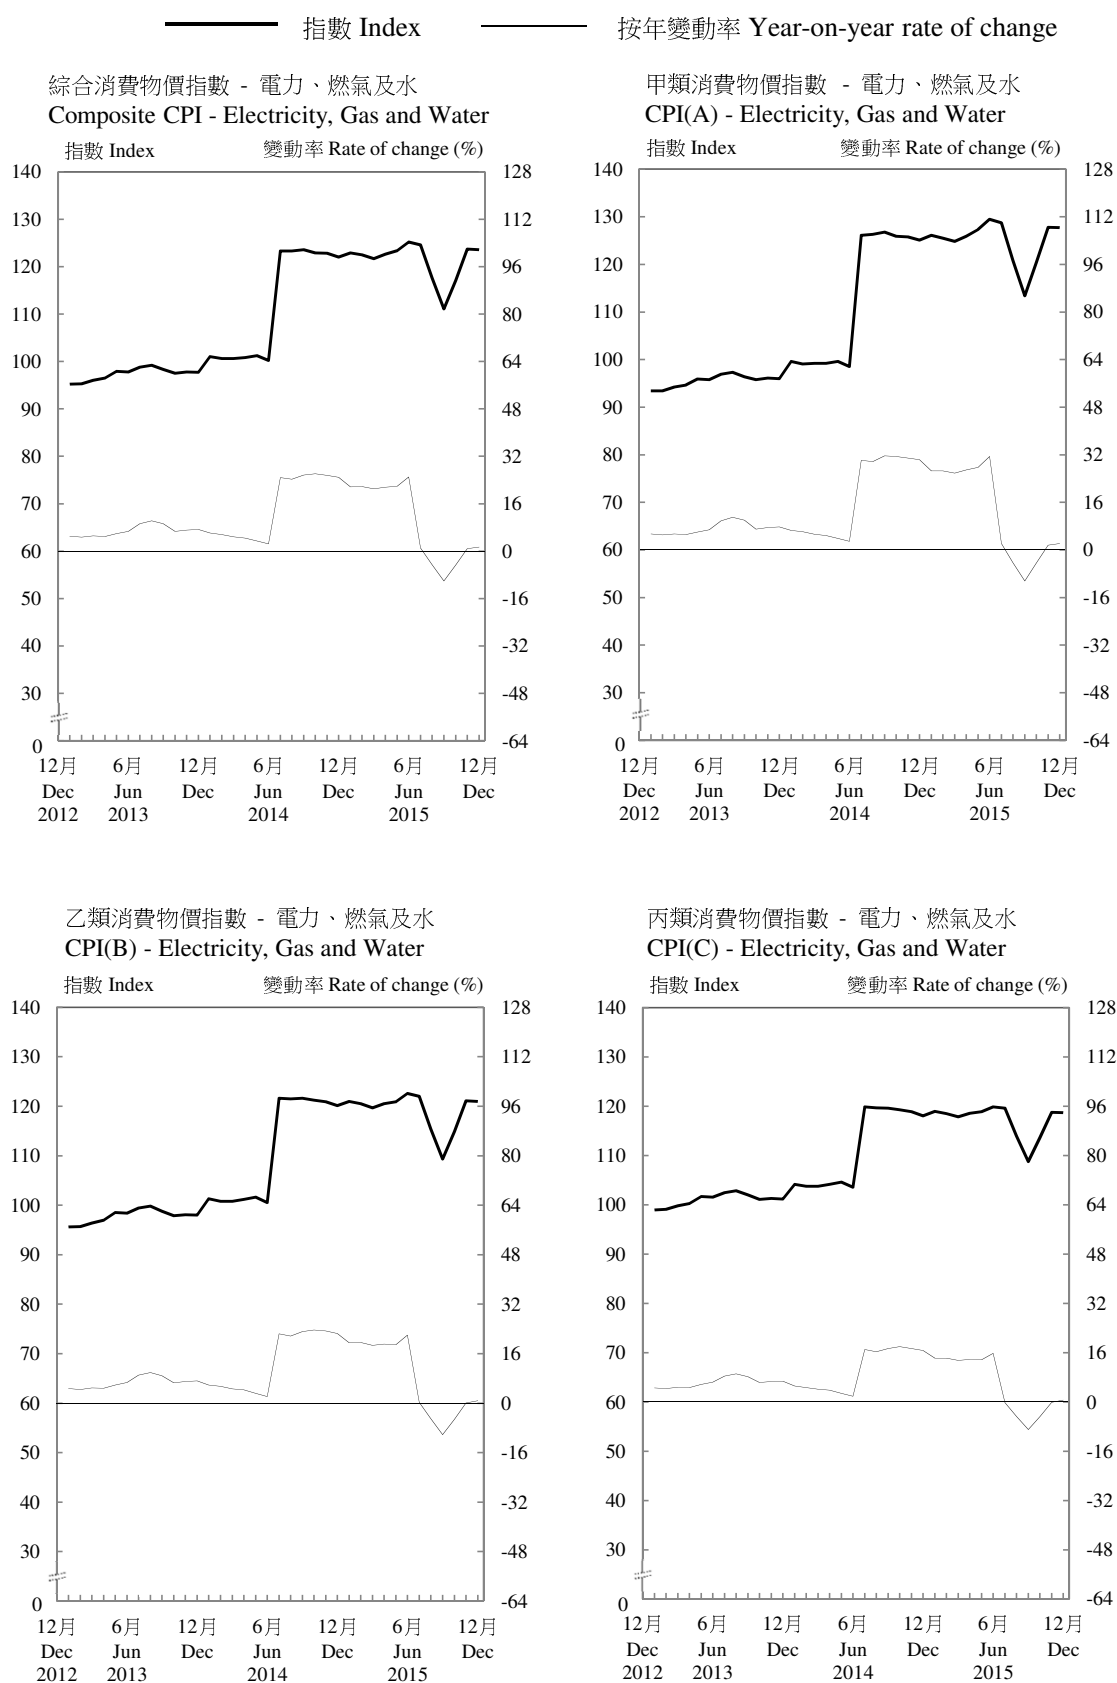 指數 Index 按年變動率 Year-on-year rate of change
綜合消費物價指數 - 電力、燃氣及水
Composite CPI - Electricity, Gas and Water
指數 Index 變動率 Rate of change (%)
140 128
130 112
120 96
110 80
100 64
90 48
80 32
70 16
60 0
50 -16
40 -32
30 -48
0 -64
12月 6月 12月 6月 12月 6月 12月
Dec Jun Dec Jun Dec Jun Dec
2012 2013 2014 2015
甲類消費物價指數 - 電力、燃氣及水
CPI(A) - Electricity, Gas and Water
指數 Index 變動率 Rate of change (%)
140 128
130 112
120 96
110 80
100 64
90 48
80 32
70 16
60 0
50 -16
40 -32
30 -48
0 -64
12月 6月 12月 6月 12月 6月 12月
Dec Jun Dec Jun Dec Jun Dec
2012 2013 2014 2015
乙類消費物價指數 - 電力、燃氣及水
CPI(B) - Electricity, Gas and Water
指數 Index 變動率 Rate of change (%)
140 128
130 112
120 96
110 80
100 64
90 48
80 32
70 16
60 0
50 -16
40 -32
30 -48
0 -64
12月 6月 12月 6月 12月 6月 12月
Dec Jun Dec Jun Dec Jun Dec
2012 2013 2014 2015
丙類消費物價指數 - 電力、燃氣及水
CPI(C) - Electricity, Gas and Water
指數 Index 變動率 Rate of change (%)
140 128
130 112
120 96
110 80
100 64
90 48
80 32
70 16
60 0
50 -16
40 -32
30 -48
0 -64
12月 6月 12月 6月 12月 6月 12月
Dec Jun Dec Jun Dec Jun Dec
2012 2013 2014 2015